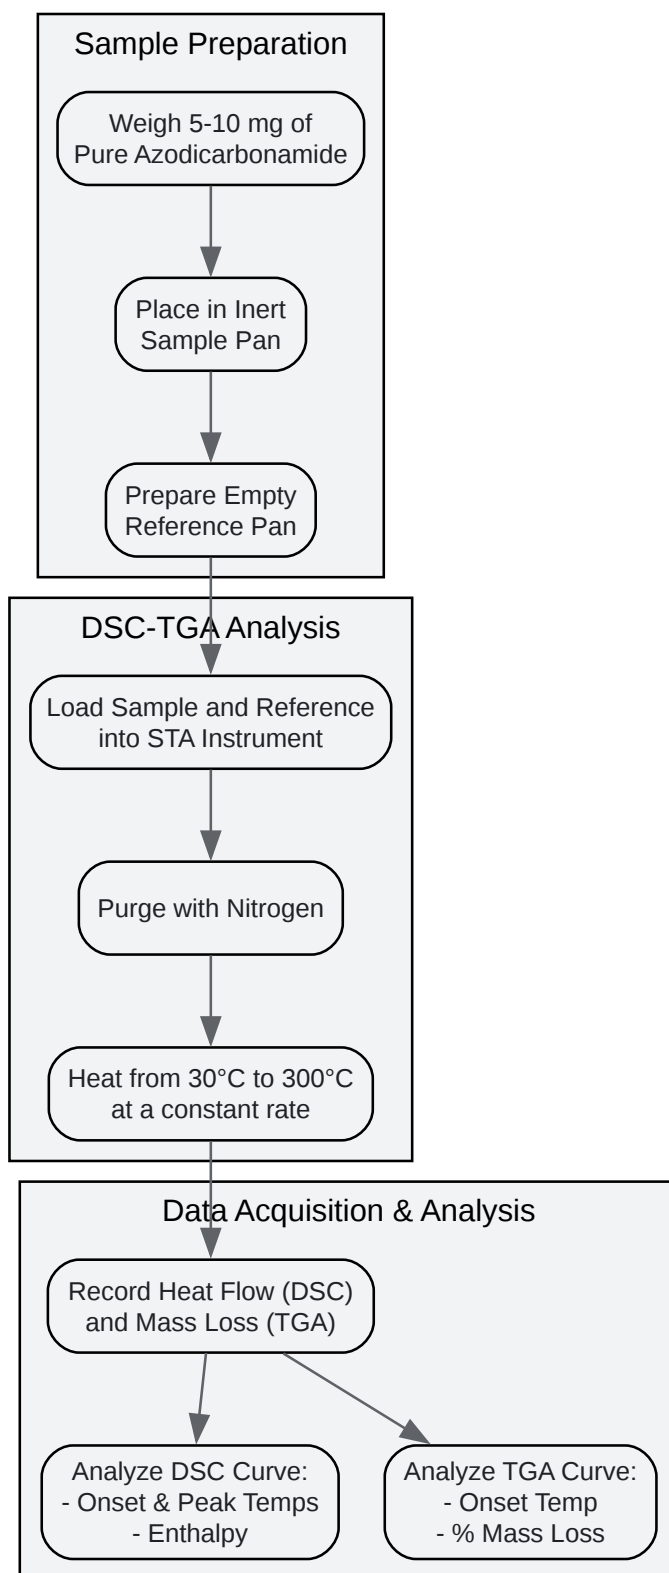 Sample Preparation
Weigh 5-10 mg of
Pure Azodicarbonamide
Place in Inert
Sample Pan
Prepare Empty
Reference Pan
DSC-TGA Analysis
Load Sample and Reference
into STA Instrument
Purge with Nitrogen
Heat from 30°C to 300°C
at a constant rate
Data Acquisition & Analysis
Record Heat Flow (DSC)
and Mass Loss (TGA)
Analyze DSC Curve:
- Onset & Peak Temps
- Enthalpy
Analyze TGA Curve:
- Onset Temp
- % Mass Loss